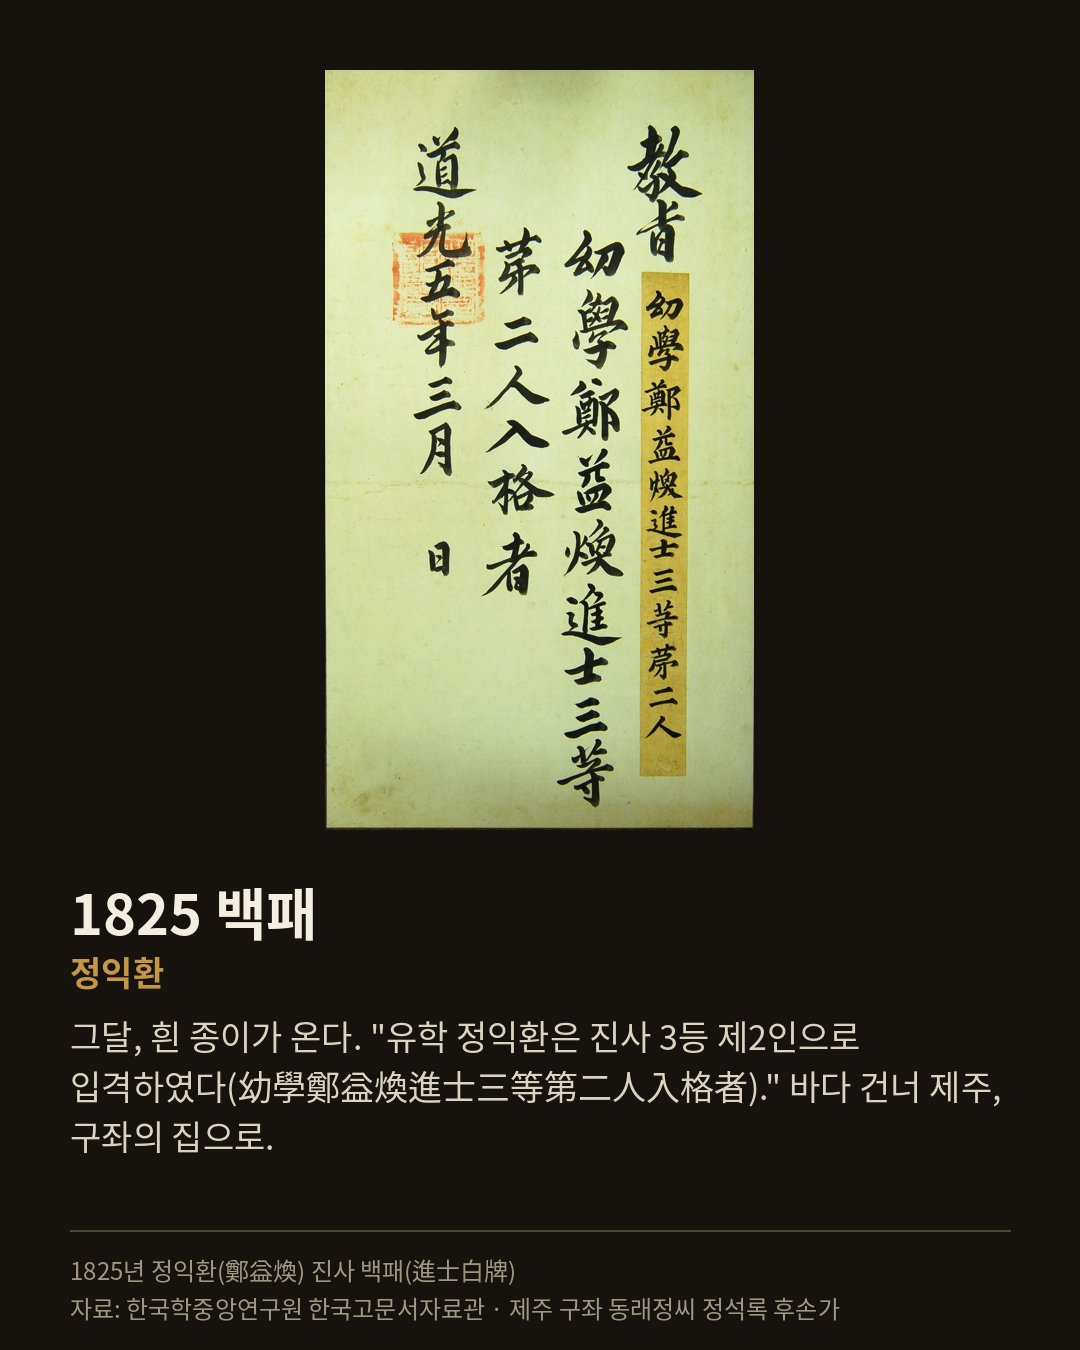 教旨
幼學鄭益煥進士三等第二人
幼學鄭益煥進士三等
第二人入格者
道光五年三月 日
1825 백패
정익환
그달, 흰 종이가 온다. "유학 정익환은 진사 3등 제2인으로
입격하였다(幼學鄭益煥進士三等第二人入格者)." 바다 건너 제주,
구좌의 집으로.
1825년 정익환(鄭益煥) 진사 백패(進士白牌)
자료: 한국학중앙연구원 한국고문서자료관 · 제주 구좌 동래정씨 정석록 후손가